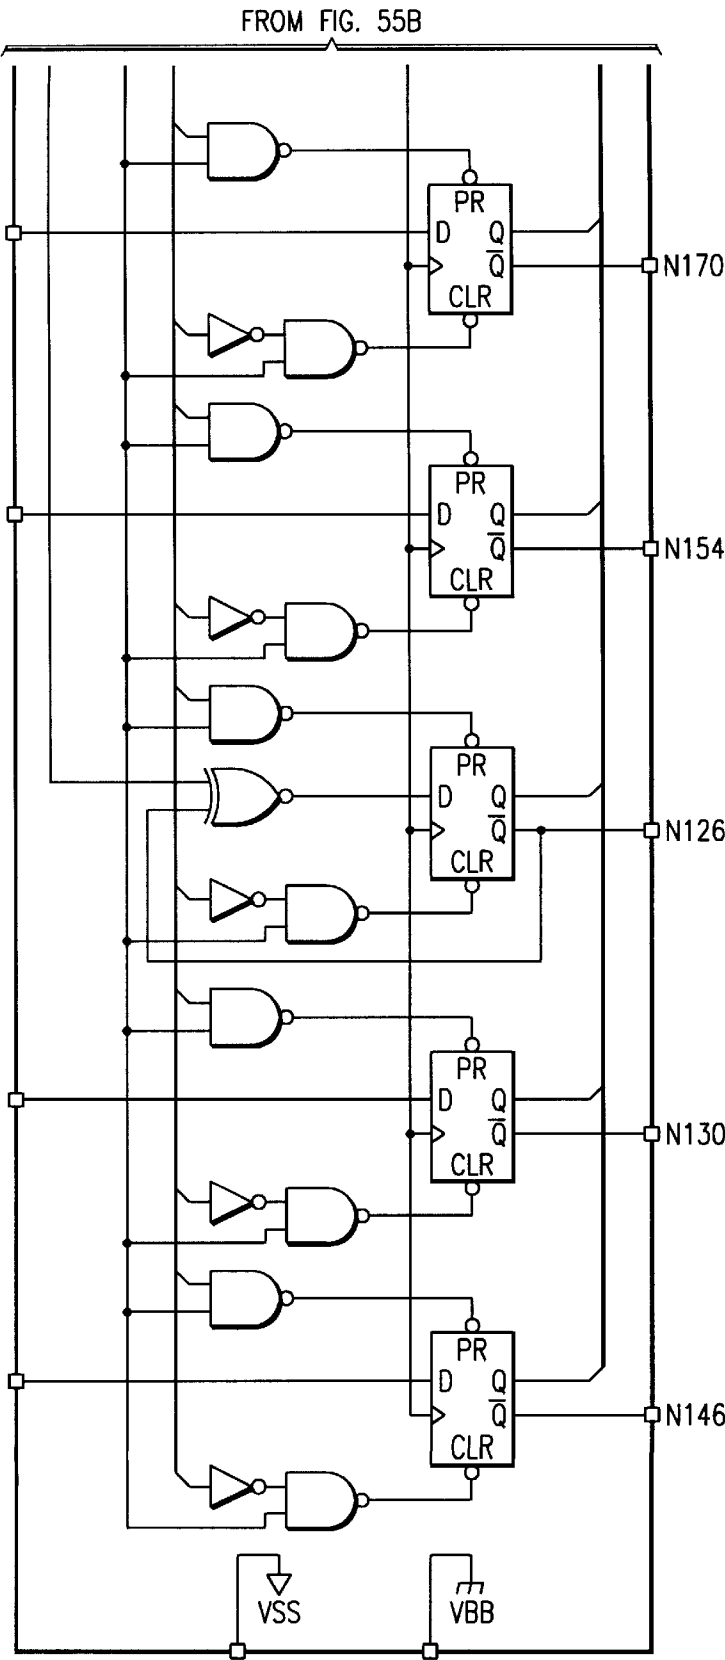 FROM FIG. 55B
PR
D Q
Q̅ N170
CLR
PR
D Q
Q̅ N154
CLR
PR
D Q
Q̅ N126
CLR
PR
D Q
Q̅ N130
CLR
PR
D Q
Q̅ N146
CLR
VSS VBB